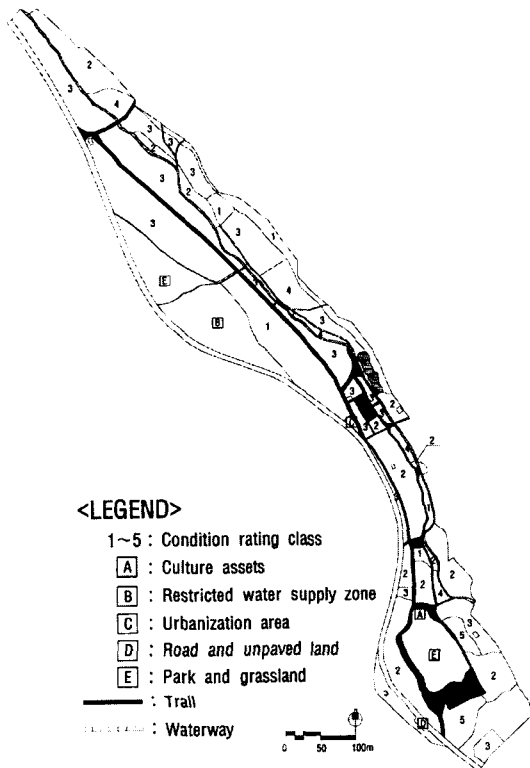 2
3
4
3
3
2
3
3
2
1
3
3
1
E
4
B
1
3
3
3
2
3
2
4
2
2
1
<LEGEND>
1~5 : Condition rating class
A : Culture assets
B : Restricted water supply zone
C : Urbanization area
D : Road and unpaved land
E : Park and grassland
: Trail
: Waterway
0 50 100m
1
2
2
2
3
4
A
3
5
E
2
2
D
5
3